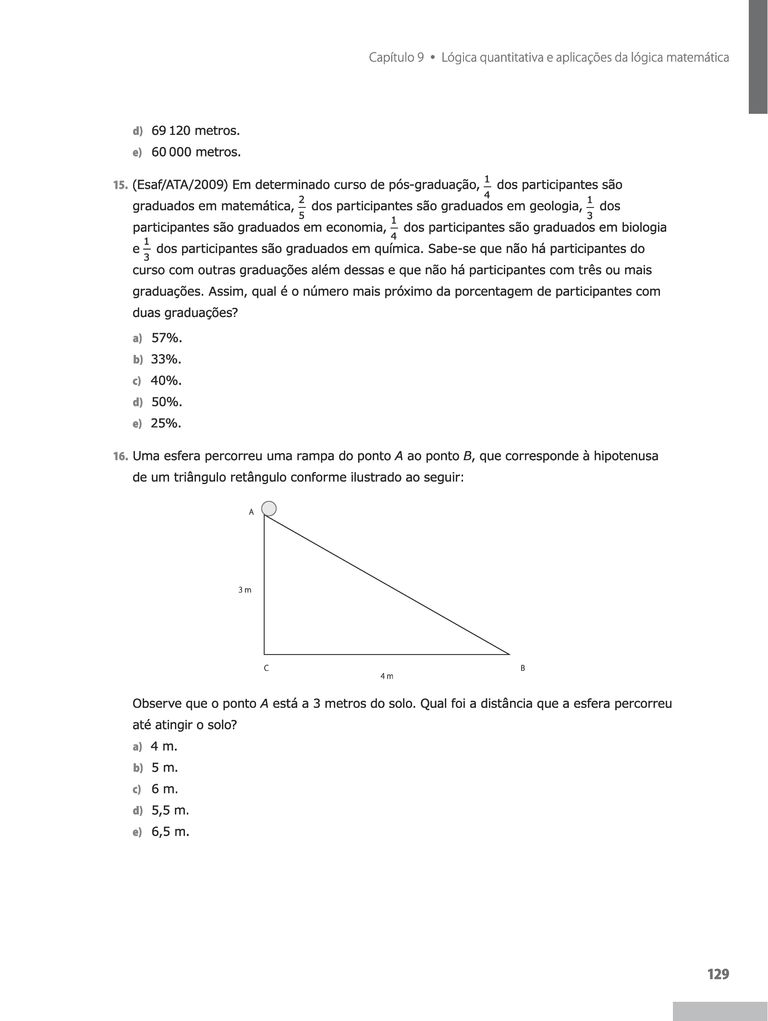 Capítulo 9 • Lógica quantitativa e aplicações da lógica matemática
d) 69 120 metros.
e) 60 000 metros.
15. (Esaf/ATA/2009) Em determinado curso de pós-graduação, 1/4 dos participantes são
graduados em matemática, 2/5 dos participantes são graduados em geologia, 1/3 dos
participantes são graduados em economia, 1/4 dos participantes são graduados em biologia
e 1/3 dos participantes são graduados em química. Sabe-se que não há participantes do
curso com outras graduações além dessas e que não há participantes com três ou mais
graduações. Assim, qual é o número mais próximo da porcentagem de participantes com
duas graduações?
a) 57%.
b) 33%.
c) 40%.
d) 50%.
e) 25%.
16. Uma esfera percorreu uma rampa do ponto A ao ponto B, que corresponde à hipotenusa
de um triângulo retângulo conforme ilustrado ao seguir:
A
3 m
C
B
4 m
Observe que o ponto A está a 3 metros do solo. Qual foi a distância que a esfera percorreu
até atingir o solo?
a) 4 m.
b) 5 m.
c) 6 m.
d) 5,5 m.
e) 6,5 m.
129